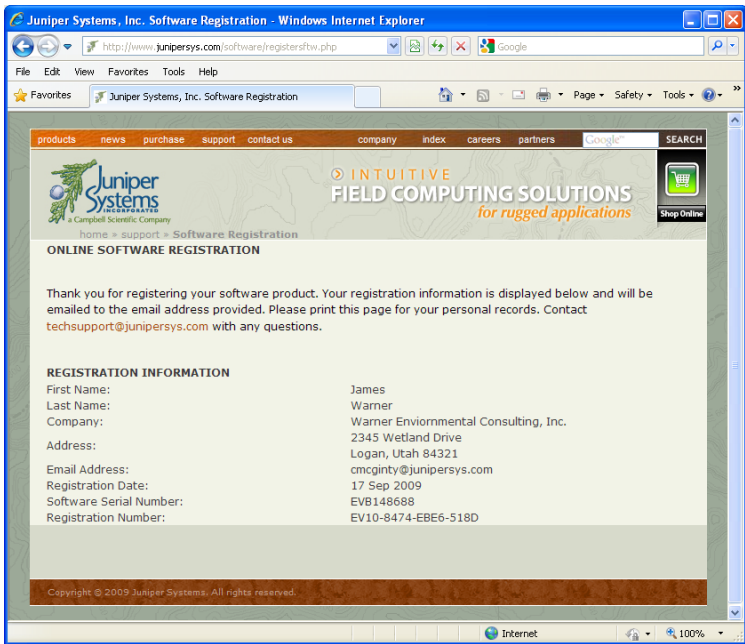 Juniper Systems, Inc. Software Registration - Windows Internet Explorer
http://www.junipersys.com/software/registersftw.php
Google
File Edit View Favorites Tools Help
Favorites
Juniper Systems, Inc. Software Registration
Page Safety Tools »
products news purchase support contact us company index careers partners Google SEARCH
Juniper
Systems
INCORPORATED
a Campbell Scientific Company
INTUITIVE
FIELD COMPUTING SOLUTIONS
for rugged applications
Shop Online
home » support » Software Registration
ONLINE SOFTWARE REGISTRATION
Thank you for registering your software product. Your registration information is displayed below and will be
emailed to the email address provided. Please print this page for your personal records. Contact
techsupport@junipersys.com with any questions.
REGISTRATION INFORMATION
First Name: James
Last Name: Warner
Company: Warner Enviornmental Consulting, Inc.
Address: 2345 Wetland Drive
Logan, Utah 84321
Email Address: cmcginty@junipersys.com
Registration Date: 17 Sep 2009
Software Serial Number: EVB148688
Registration Number: EV10-8474-EBE6-518D
Copyright © 2009 Juniper Systems. All rights reserved.
Internet 100%